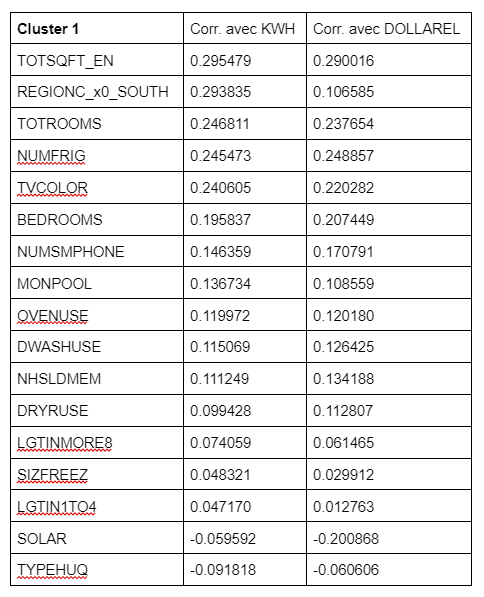 Cluster 1 Corr. avec KWH Corr. avec DOLLAREL
TOTSQFT_EN 0.295479 0.290016
REGIONC_x0_SOUTH 0.293835 0.106585
TOTROOMS 0.246811 0.237654
NUMFRIG 0.245473 0.248857
TVCOLOR 0.240605 0.220282
BEDROOMS 0.195837 0.207449
NUMSMPHONE 0.146359 0.170791
MONPOOL 0.136734 0.108559
OVENUSE 0.119972 0.120180
DWASHUSE 0.115069 0.126425
NHSLDMEM 0.111249 0.134188
DRYRUSE 0.099428 0.112807
LGTINMORE8 0.074059 0.061465
SIZFREEZ 0.048321 0.029912
LGTIN1TO4 0.047170 0.012763
SOLAR -0.059592 -0.200868
TYPEHUQ -0.091818 -0.060606